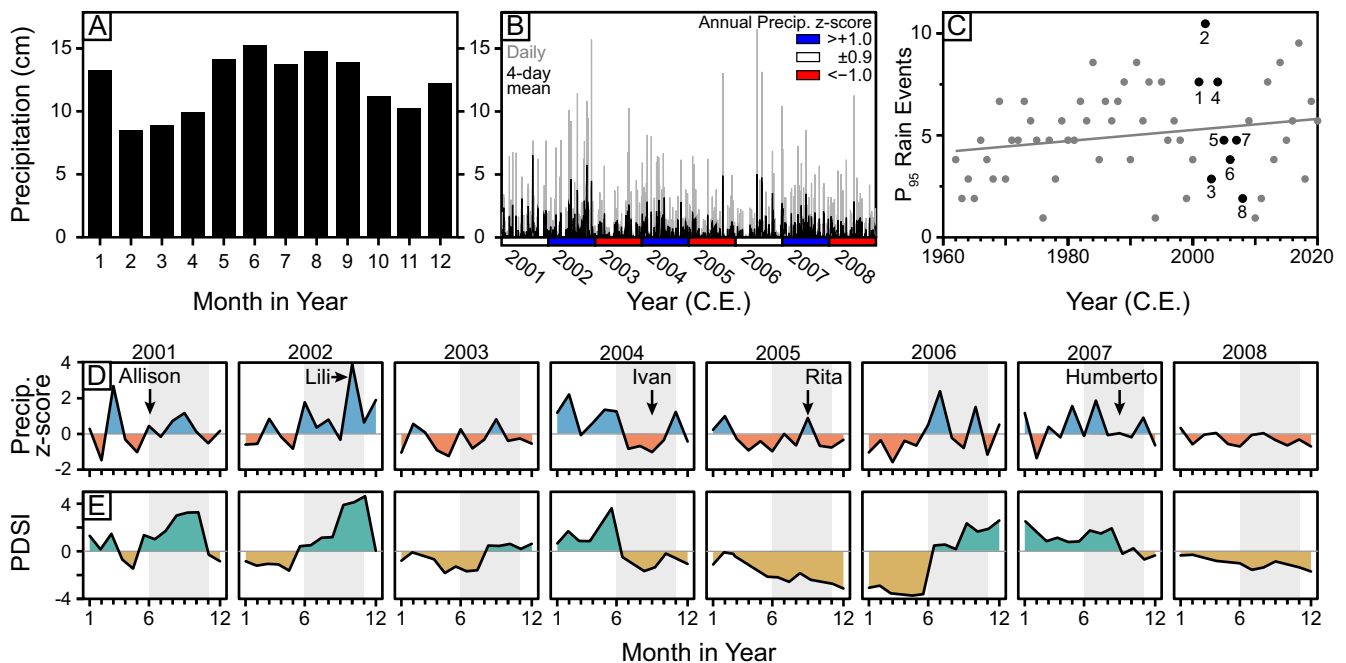 A
Precipitation (cm)
15
10
5
0
1 2 3 4 5 6 7 8 9 10 11 12
Month in Year
B
Daily
4-day
mean
Annual Precip. z-score
>+1.0
±0.9
<−1.0
15
10
5
0
2001 2002 2003 2004 2005 2006 2007 2008
Year (C.E.)
C
P95 Rain Events
10
5
0
2
1 4
5 7
6
3
8
1960 1980 2000 2020
Year (C.E.)
2001 2002 2003 2004 2005 2006 2007 2008
D
Precip.
z-score
4
2
0
-2
Allison
Lili
Ivan
Rita
Humberto
E
PDSI
4
0
-4
1 6 12 1 6 12 1 6 12 1 6 12 1 6 12 1 6 12 1 6 12 1 6 12
Month in Year